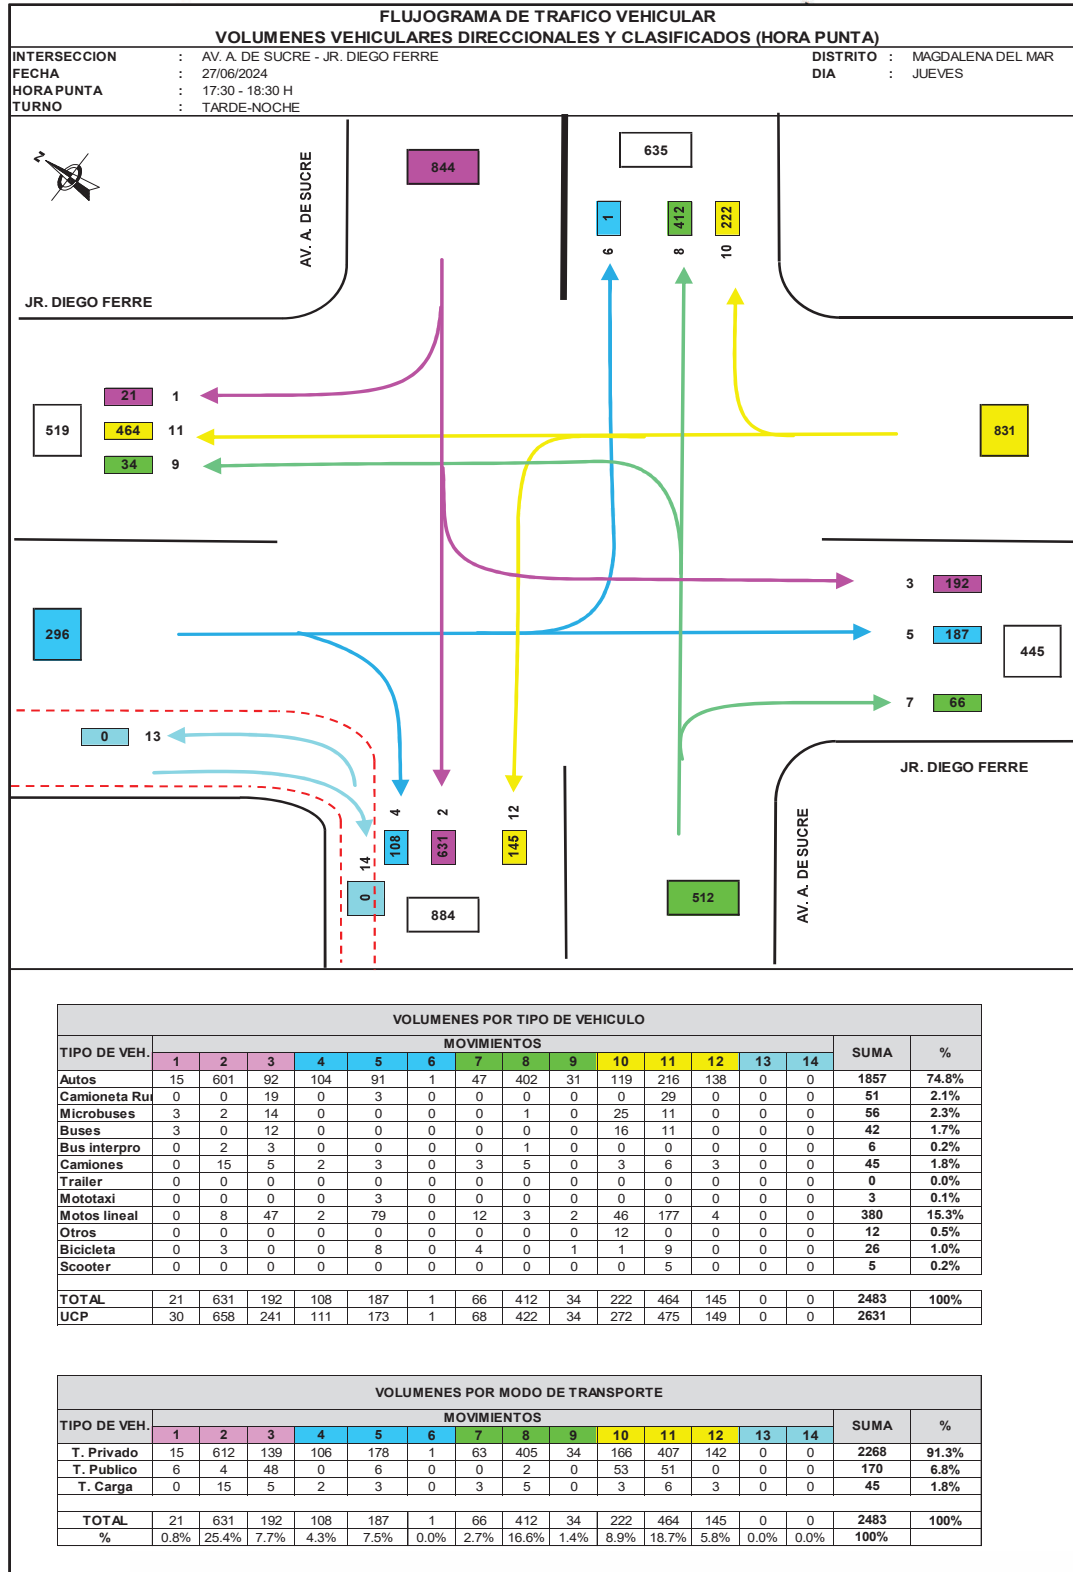 FLUJOGRAMA DE TRAFICO VEHICULAR
VOLUMENES VEHICULARES DIRECCIONALES Y CLASIFICADOS (HORA PUNTA)
INTERSECCION : AV. A. DE SUCRE - JR. DIEGO FERRE DISTRITO : MAGDALENA DEL MAR
FECHA : 27/06/2024 DIA : JUEVES
HORA PUNTA : 17:30 - 18:30 H
TURNO : TARDE-NOCHE
N
AV. A. DE SUCRE
844
635
1 412 222
6 8 10
JR. DIEGO FERRE
21 1
519 464 11 831
34 9
3 192
296 5 187
445
7 66
0 13
JR. DIEGO FERRE
4 2 12
108 631 145
14
0
884
512
AV. A. DE SUCRE
VOLUMENES POR TIPO DE VEHICULO
TIPO DE VEH. MOVIMIENTOS SUMA %
1 2 3 4 5 6 7 8 9 10 11 12 13 14
Autos 15 601 92 104 91 1 47 402 31 119 216 138 0 0 1857 74.8%
Camioneta Rur 0 0 19 0 3 0 0 0 0 0 29 0 0 0 51 2.1%
Microbuses 3 2 14 0 0 0 0 1 0 25 11 0 0 0 56 2.3%
Buses 3 0 12 0 0 0 0 0 0 16 11 0 0 0 42 1.7%
Bus interpro 0 2 3 0 0 0 0 1 0 0 0 0 0 0 6 0.2%
Camiones 0 15 5 2 3 0 3 5 0 3 6 3 0 0 45 1.8%
Trailer 0 0 0 0 0 0 0 0 0 0 0 0 0 0 0 0.0%
Mototaxi 0 0 0 0 3 0 0 0 0 0 0 0 0 0 3 0.1%
Motos lineal 0 8 47 2 79 0 12 3 2 46 177 4 0 0 380 15.3%
Otros 0 0 0 0 0 0 0 0 0 12 0 0 0 0 12 0.5%
Bicicleta 0 3 0 0 8 0 4 0 1 1 9 0 0 0 26 1.0%
Scooter 0 0 0 0 0 0 0 0 0 0 5 0 0 0 5 0.2%
TOTAL 21 631 192 108 187 1 66 412 34 222 464 145 0 0 2483 100%
UCP 30 658 241 111 173 1 68 422 34 272 475 149 0 0 2631
VOLUMENES POR MODO DE TRANSPORTE
TIPO DE VEH. MOVIMIENTOS SUMA %
1 2 3 4 5 6 7 8 9 10 11 12 13 14
T. Privado 15 612 139 106 178 1 63 405 34 166 407 142 0 0 2268 91.3%
T. Publico 6 4 48 0 6 0 0 2 0 53 51 0 0 0 170 6.8%
T. Carga 0 15 5 2 3 0 3 5 0 3 6 3 0 0 45 1.8%
TOTAL 21 631 192 108 187 1 66 412 34 222 464 145 0 0 2483 100%
% 0.8% 25.4% 7.7% 4.3% 7.5% 0.0% 2.7% 16.6% 1.4% 8.9% 18.7% 5.8% 0.0% 0.0% 100%